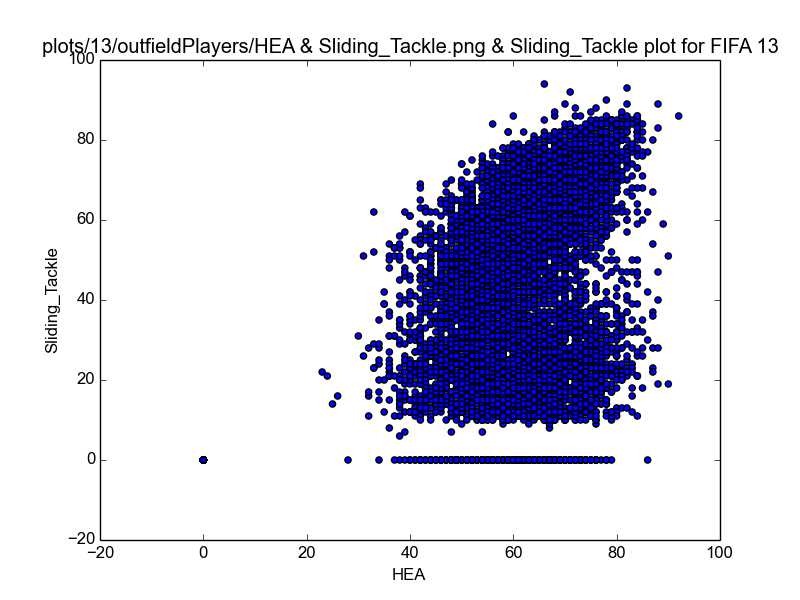 plots/13/outfieldPlayers/HEA & Sliding_Tackle.png & Sliding_Tackle plot for FIFA 13
100
80
60
40
20
0
−20
Sliding_Tackle
−20 0 20 40 60 80 100
HEA